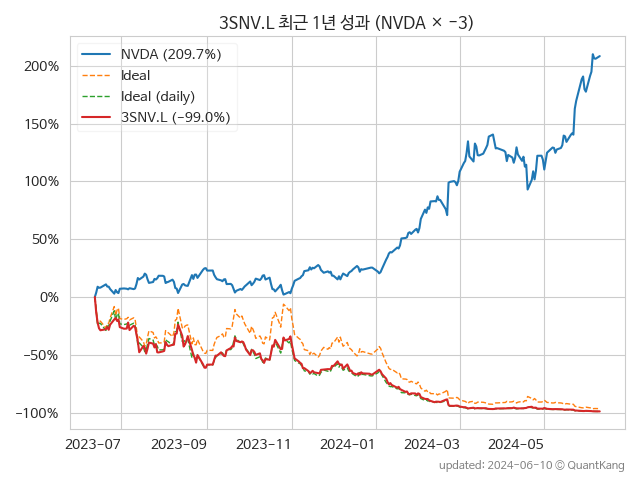 3SNV.L 최근 1년 성과 (NVDA × −3)
NVDA (209.7%)
Ideal
Ideal (daily)
3SNV.L (−99.0%)
200%
150%
100%
50%
0%
−50%
−100%
2023-07
2023-09
2023-11
2024-01
2024-03
2024-05
updated: 2024-06-10 © QuantKang